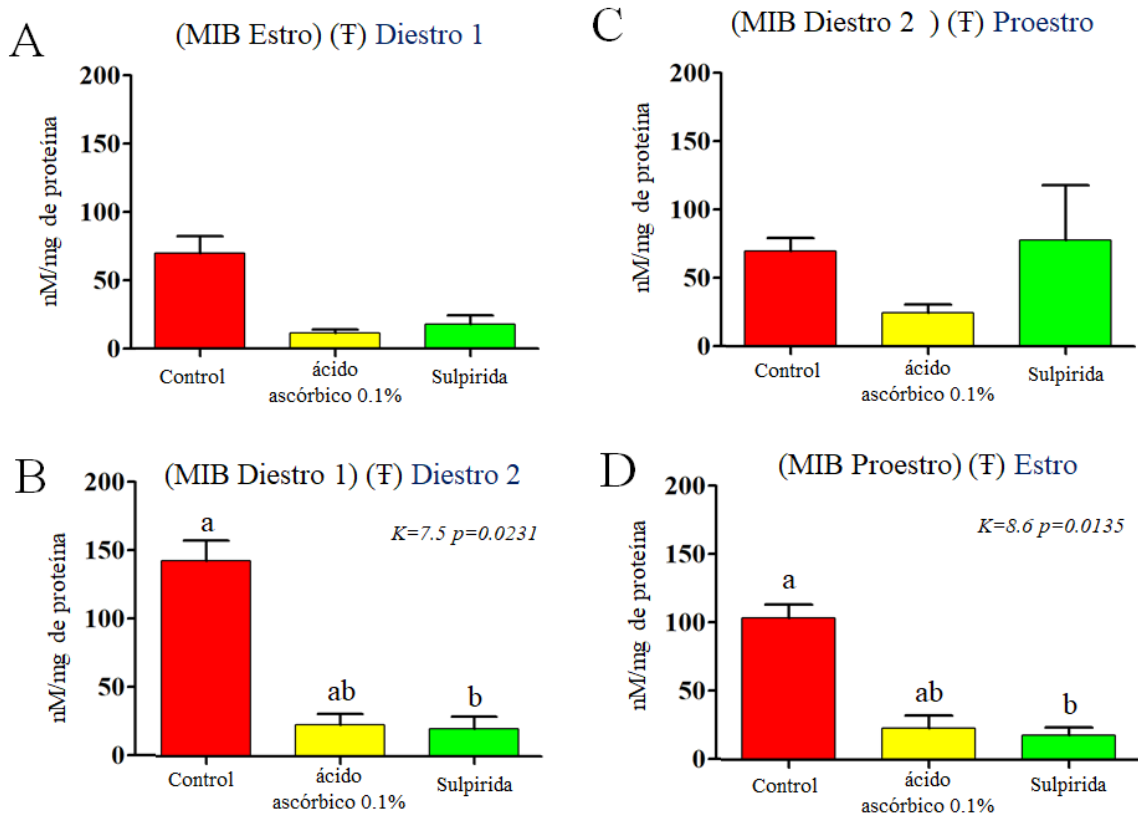 A
(MIB Estro) (Ŧ) Diestro 1
nM/mg de proteína
200
150
100
50
0
Control
ácido
ascórbico 0.1%
Sulpirida
B
(MIB Diestro 1) (Ŧ) Diestro 2
K=7.5 p=0.0231
nM/mg de proteína
200
150
100
50
0
a
ab
b
Control
ácido
ascórbico 0.1%
Sulpirida
C
(MIB Diestro 2 ) (Ŧ) Proestro
nM/mg de proteína
200
150
100
50
0
Control
ácido
ascórbico 0.1%
Sulpirida
D
(MIB Proestro) (Ŧ) Estro
K=8.6 p=0.0135
nM/mg de proteína
200
150
100
50
0
a
ab
b
Control
ácido
ascórbico 0.1%
Sulpirida